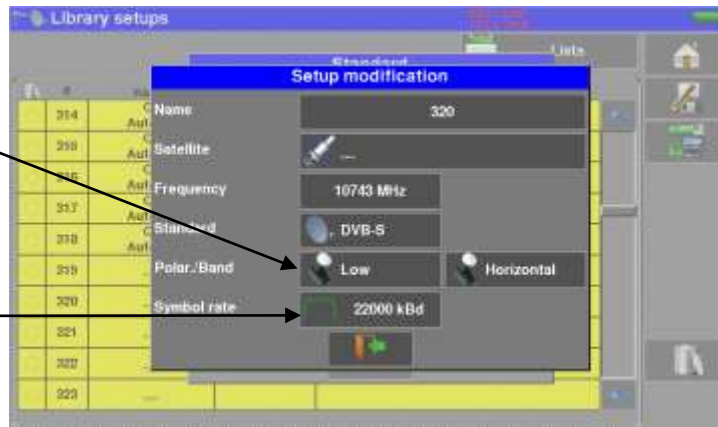 Library setups
Lists
Standard
Setup modification
Name 320
Satellite ...
Frequency 10743 MHz
Standard DVB-S
Polar./Band Low Horizontal
Symbol rate 22000 kBd
314
315
316
317
318
319
320
321
322
323